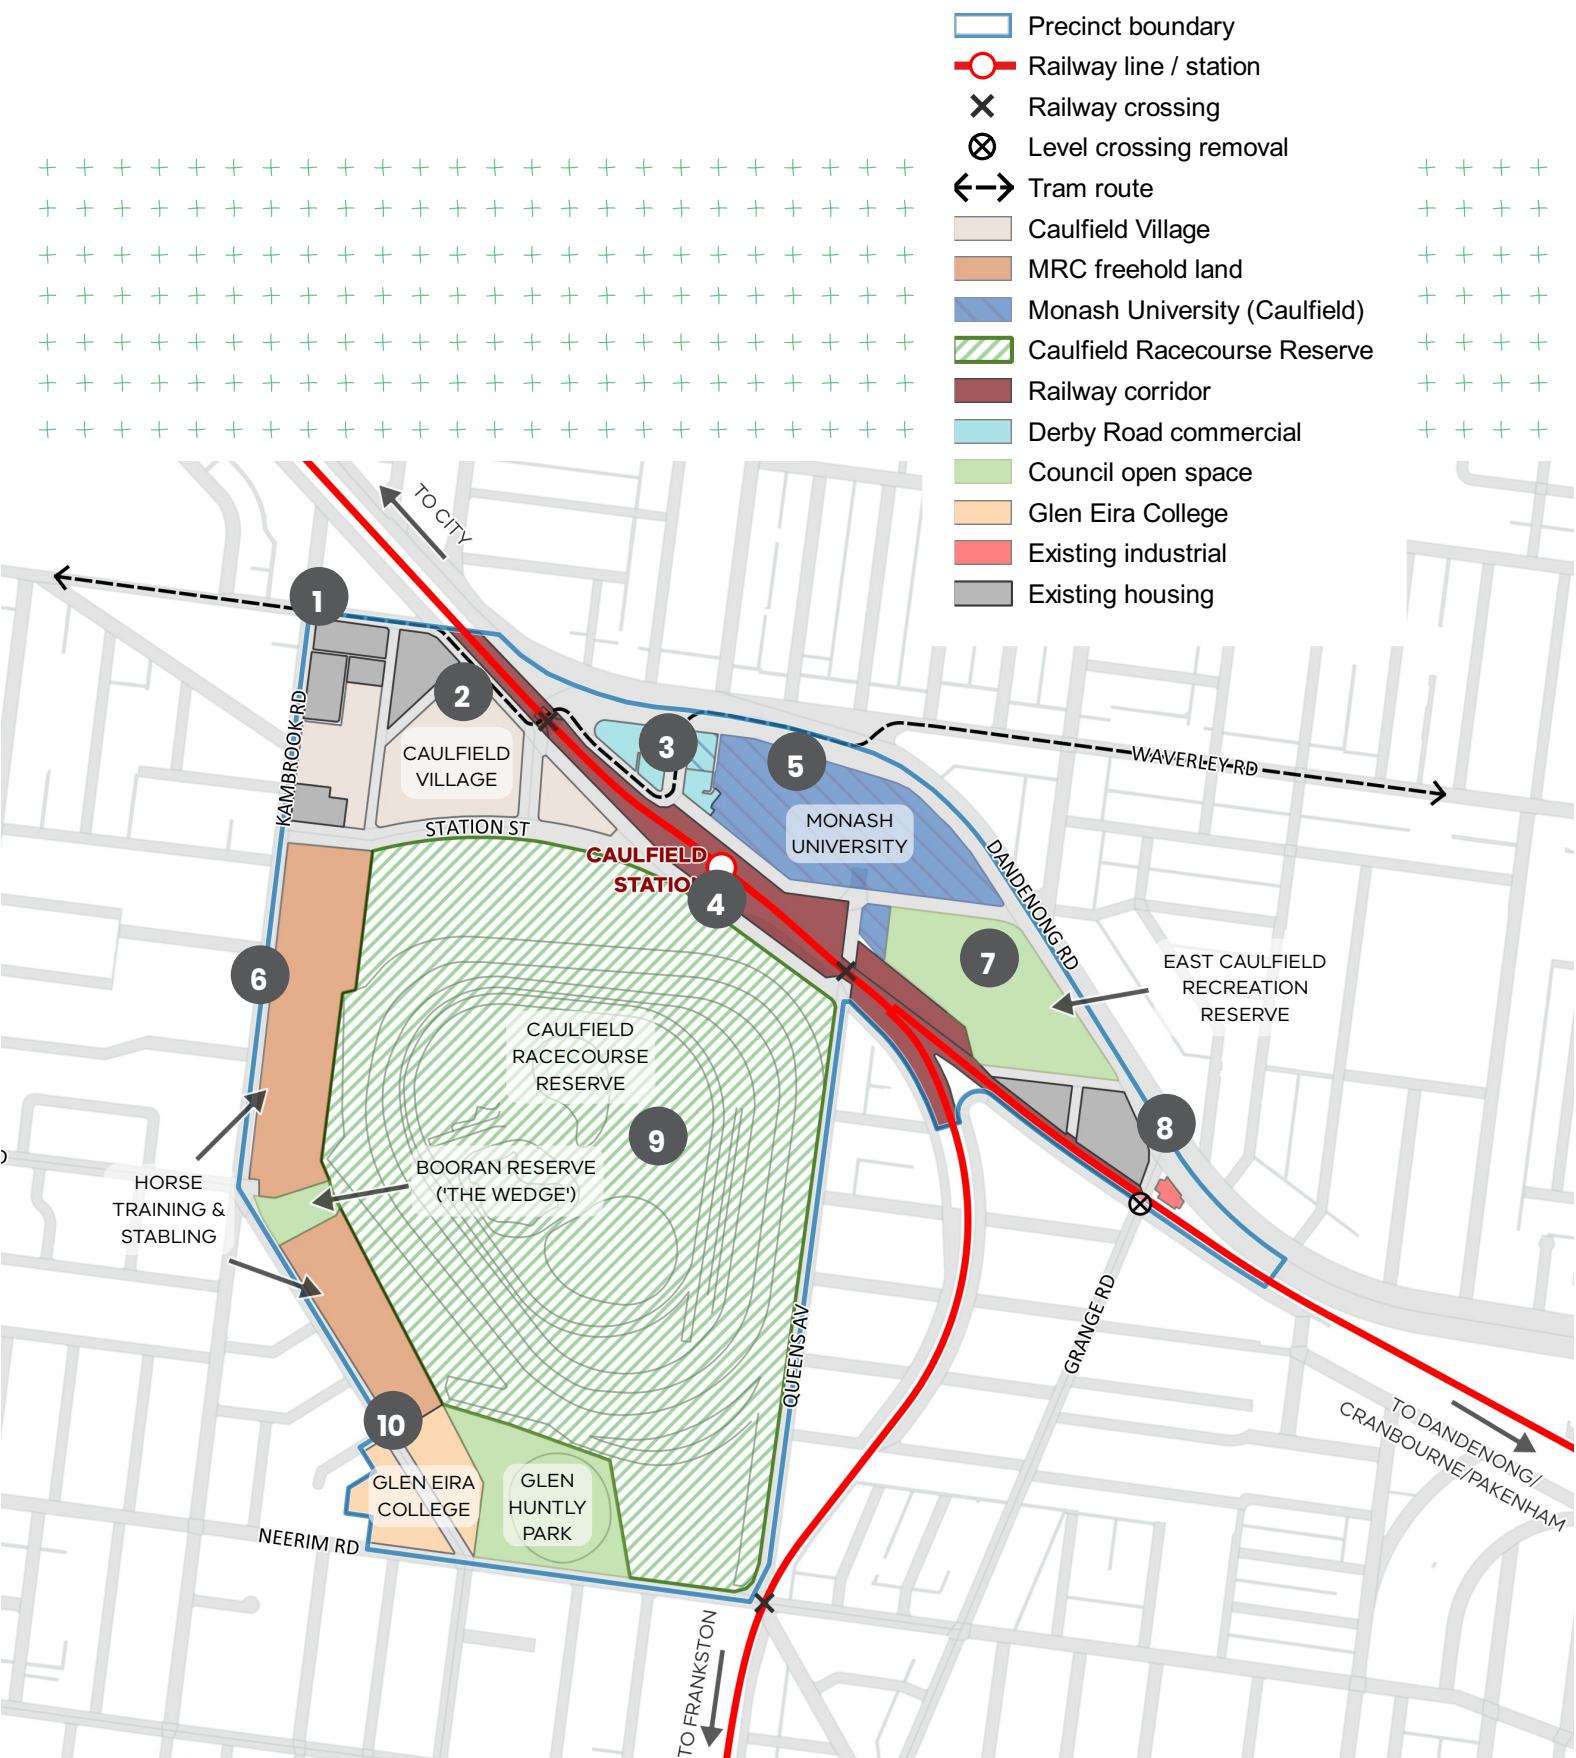 Precinct boundary
Railway line / station
Railway crossing
Level crossing removal
Tram route
Caulfield Village
MRC freehold land
Monash University (Caulfield)
Caulfield Racecourse Reserve
Railway corridor
Derby Road commercial
Council open space
Glen Eira College
Existing industrial
Existing housing
TO CITY
1
2
3
5
KAMBROOK RD
CAULFIELD
VILLAGE
WAVERLEY RD
MONASH
UNIVERSITY
STATION ST
CAULFIELD
STATION
4
DANDENONG RD
6
7
EAST CAULFIELD
RECREATION
RESERVE
CAULFIELD
RACECOURSE
RESERVE
8
9
BOORAN RESERVE
('THE WEDGE')
HORSE
TRAINING &
STABLING
GRANGE RD
QUEENS AV
10
TO DANDENONG/
CRANBOURNE/PAKENHAM
GLEN EIRA
COLLEGE
GLEN
HUNTLY
PARK
NEERIM RD
TO FRANKSTON